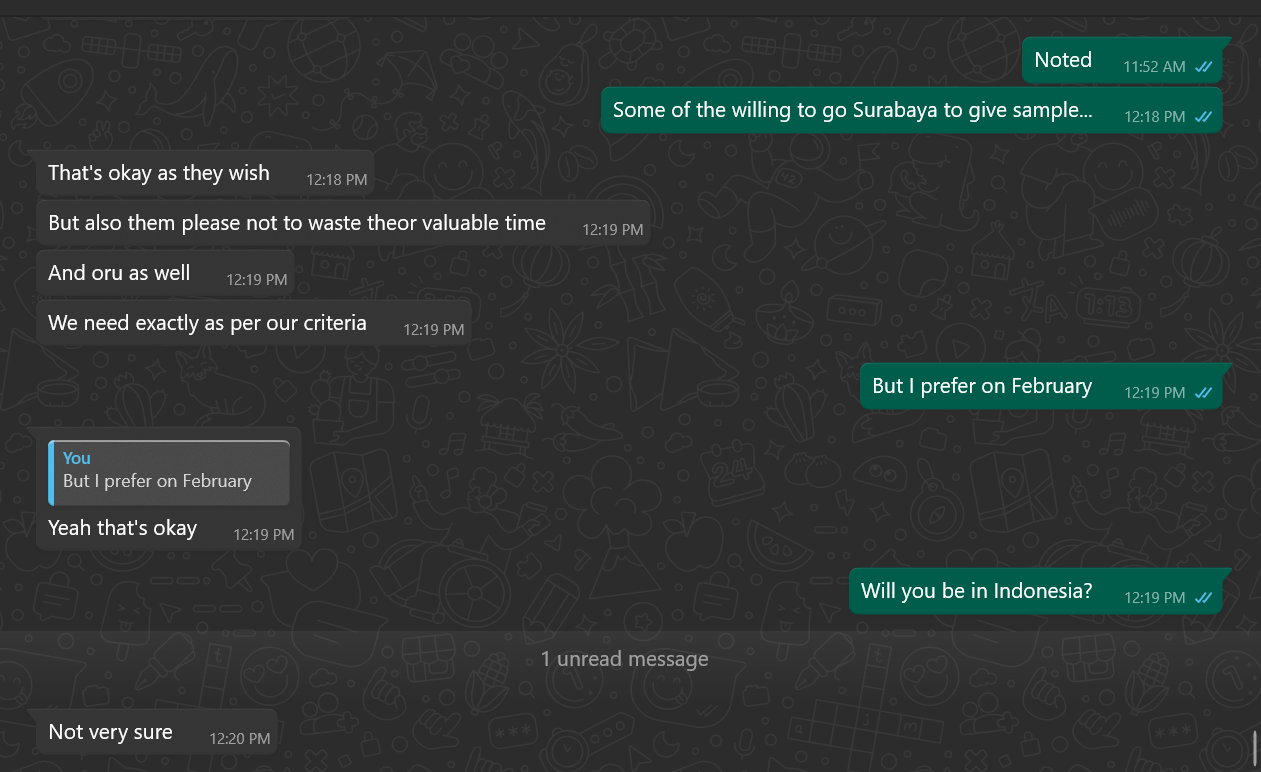 Noted 11:52 AM
Some of the willing to go Surabaya to give sample... 12:18 PM
That's okay as they wish 12:18 PM
But also them please not to waste theor valuable time 12:19 PM
And oru as well 12:19 PM
We need exactly as per our criteria 12:19 PM
But I prefer on February 12:19 PM
You
But I prefer on February
Yeah that's okay 12:19 PM
Will you be in Indonesia? 12:19 PM
1 unread message
Not very sure 12:20 PM